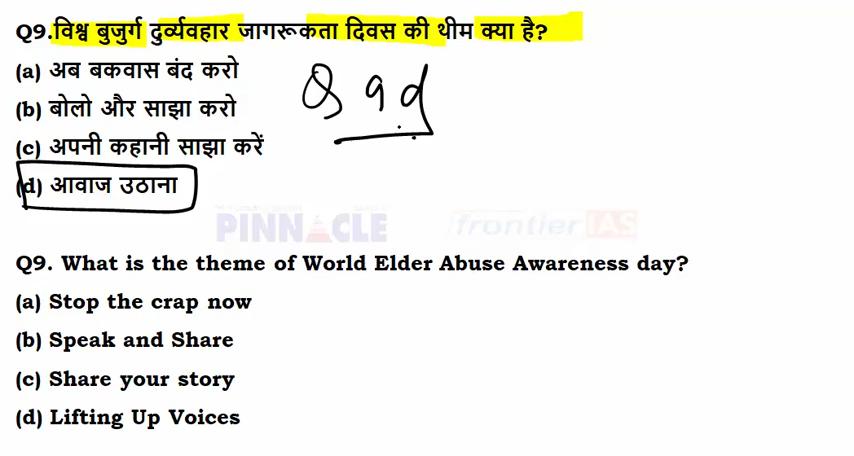 Q9.विश्व बुजुर्ग दुर्व्यवहार जागरूकता दिवस की थीम क्या है?
(a) अब बकवास बंद करो
(b) बोलो और साझा करो
(c) अपनी कहानी साझा करें
(d) आवाज उठाना
PINNACLE frontier IAS
Q9. What is the theme of World Elder Abuse Awareness day?
(a) Stop the crap now
(b) Speak and Share
(c) Share your story
(d) Lifting Up Voices